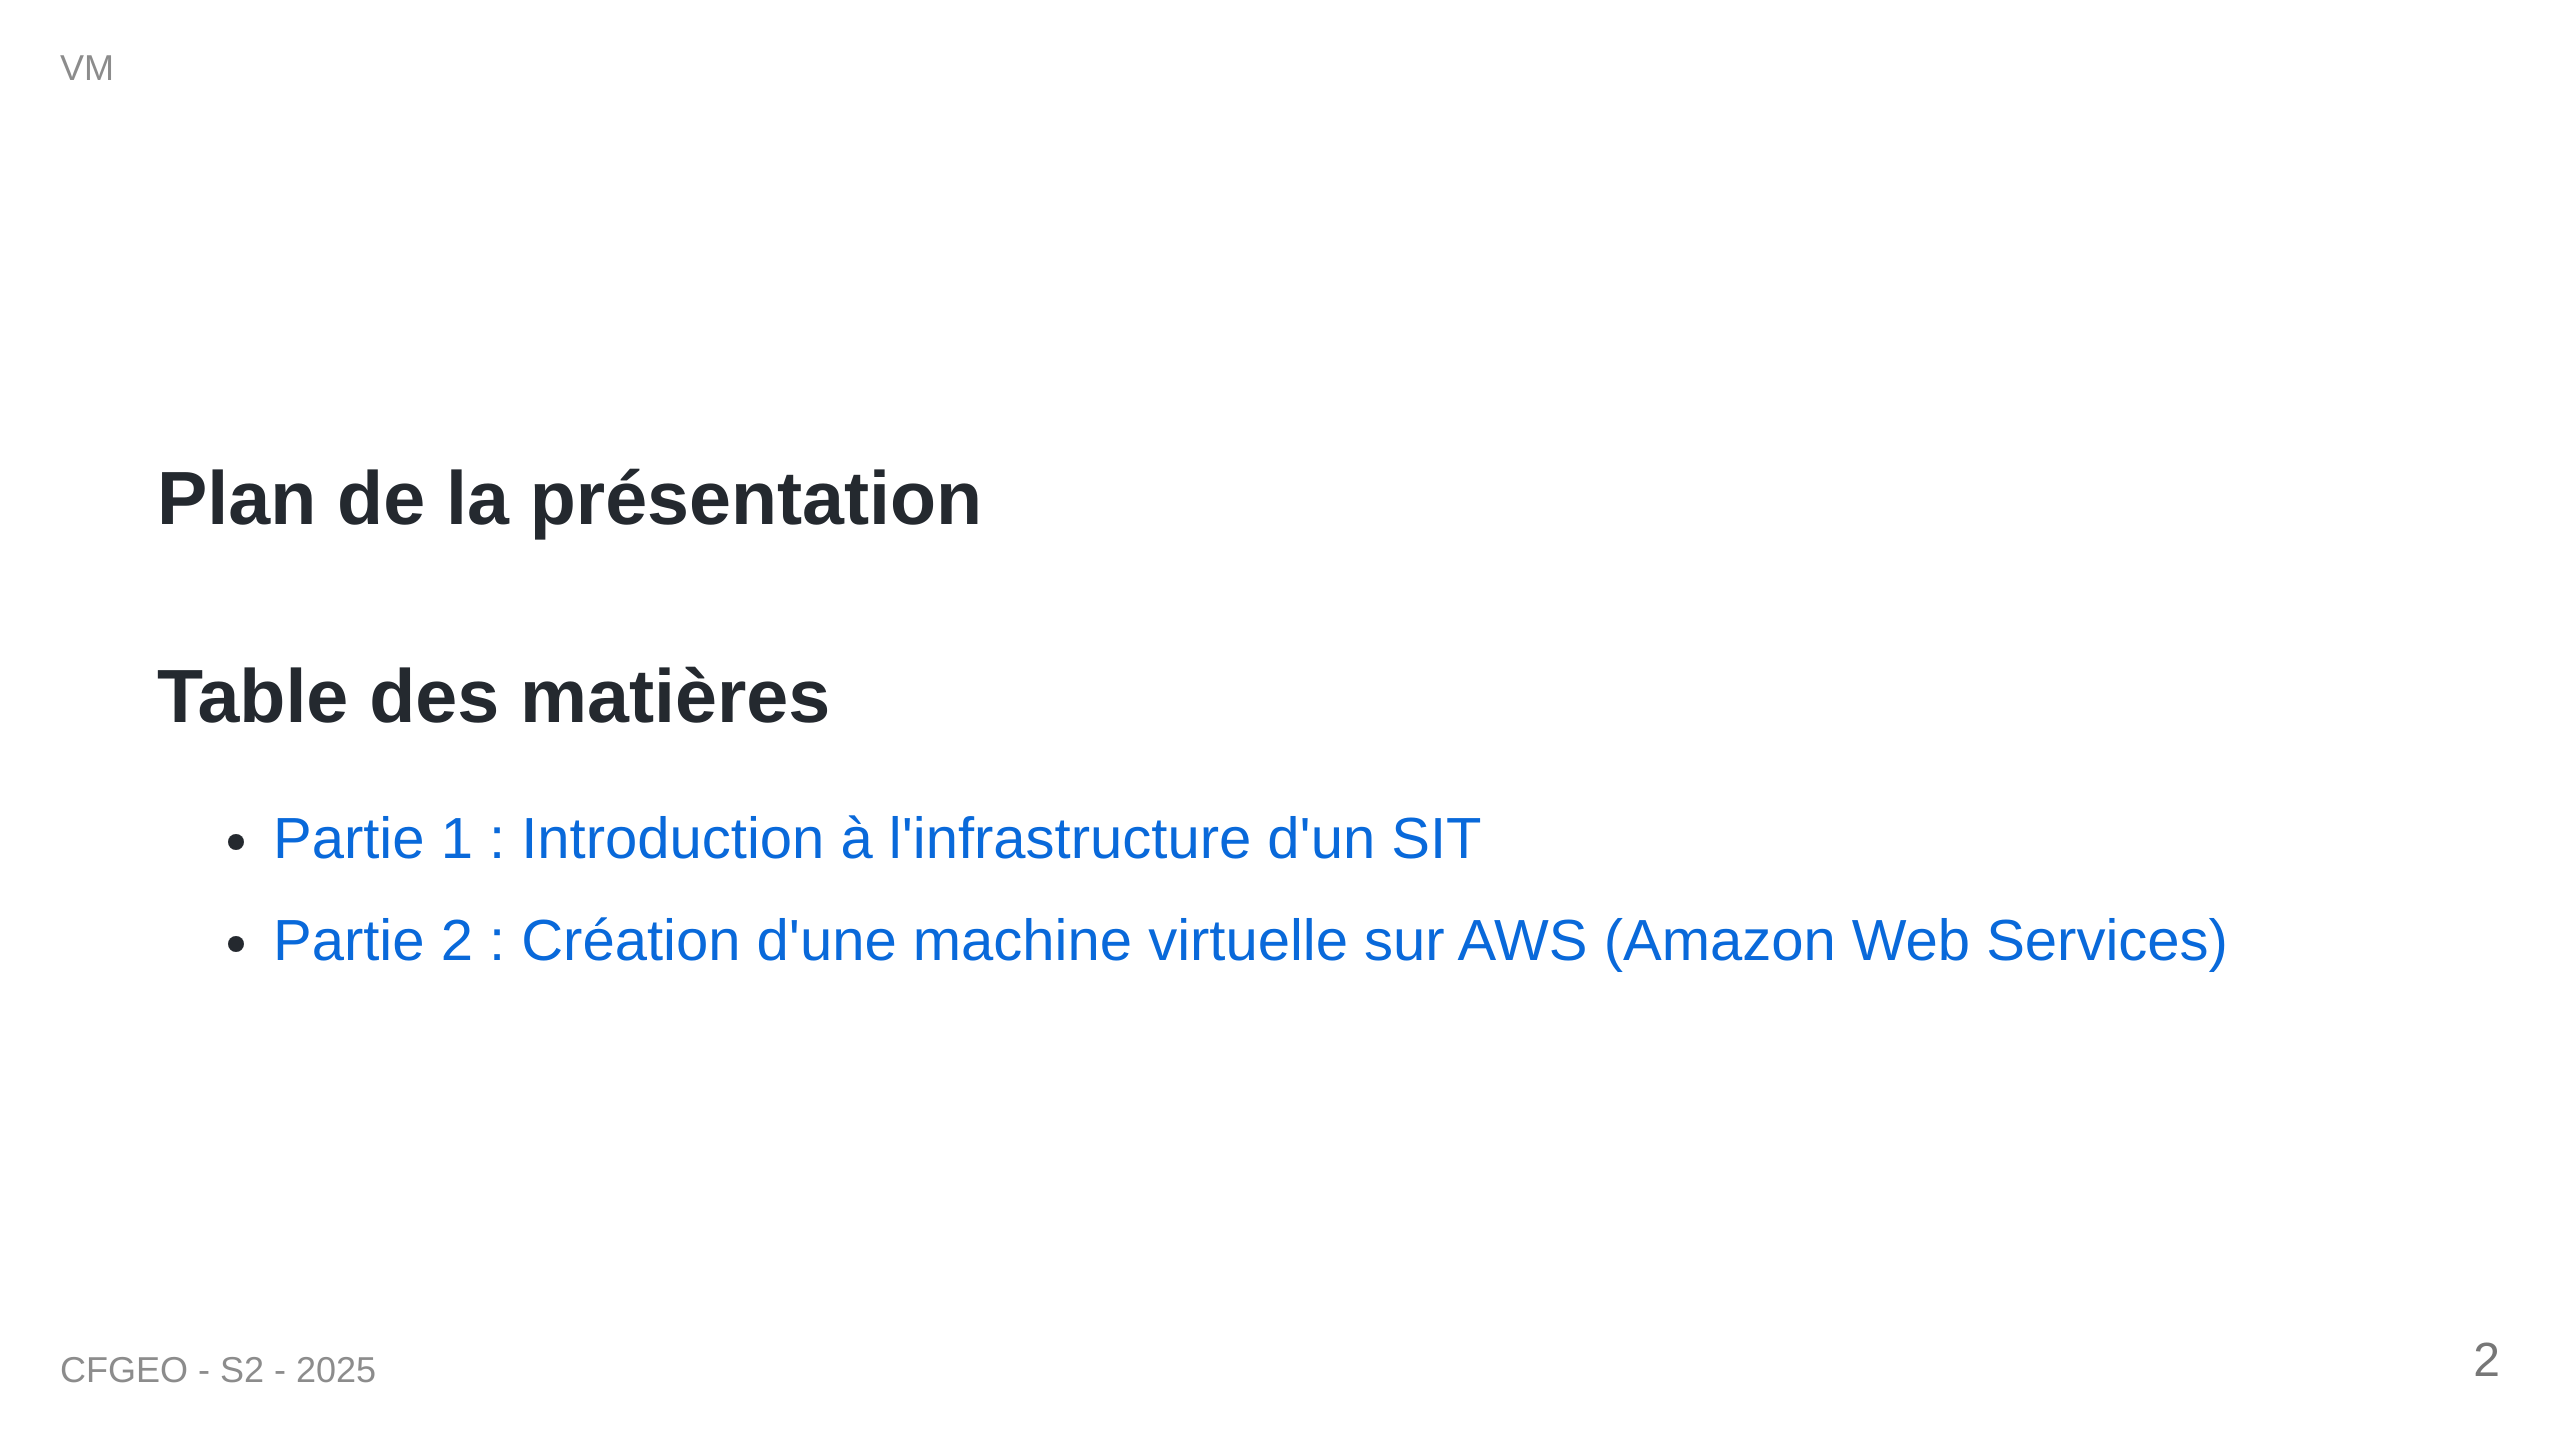 VM
Plan de la présentation
Table des matières
Partie 1 : Introduction à l'infrastructure d'un SIT
Partie 2 : Création d'une machine virtuelle sur AWS (Amazon Web Services)
CFGEO - S2 - 2025
2